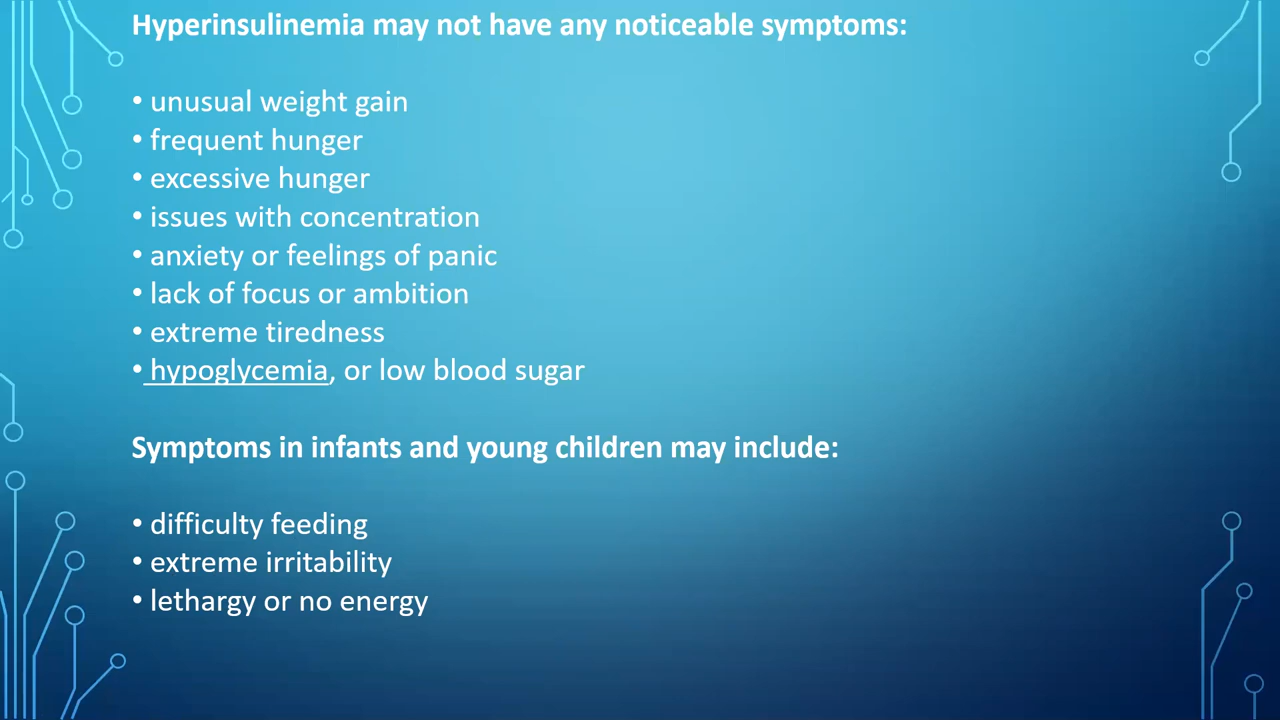 Hyperinsulinemia may not have any noticeable symptoms:
• unusual weight gain
• frequent hunger
• excessive hunger
• issues with concentration
• anxiety or feelings of panic
• lack of focus or ambition
• extreme tiredness
• hypoglycemia, or low blood sugar
Symptoms in infants and young children may include:
• difficulty feeding
• extreme irritability
• lethargy or no energy